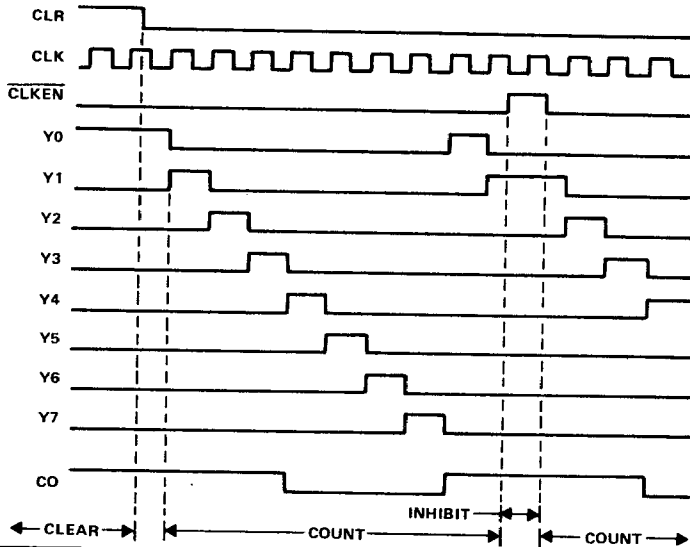 CLR
CLK
CLKEN
Y0
Y1
Y2
Y3
Y4
Y5
Y6
Y7
CO
INHIBIT
CLEAR
COUNT
COUNT